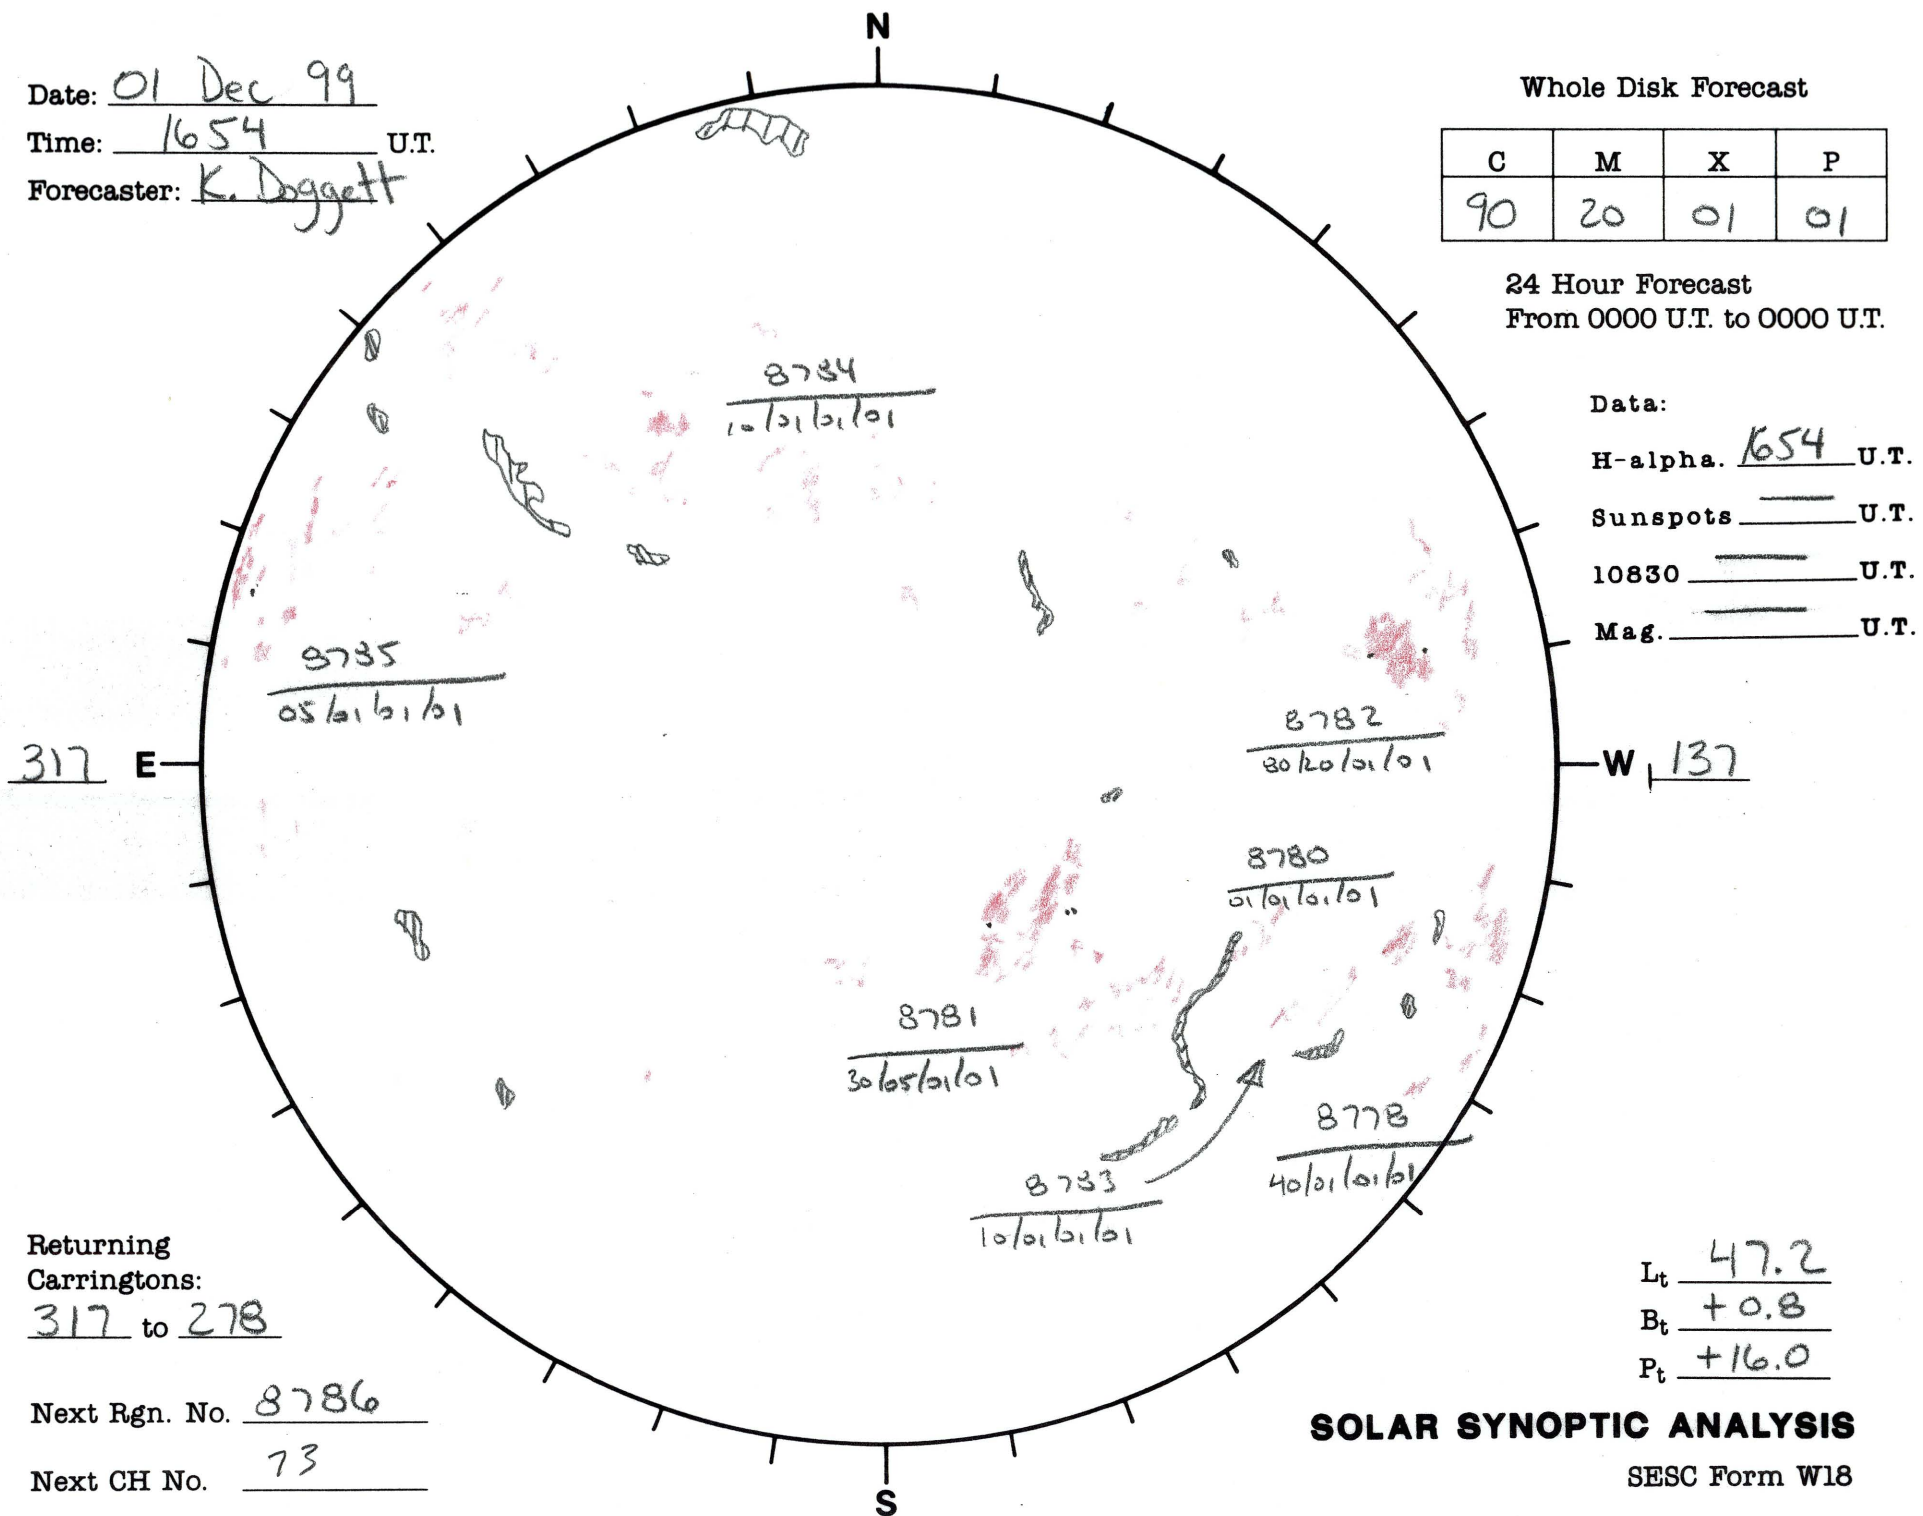 N
Date: 01 Dec 99
Time: 1654 U.T.
Forecaster: K. Doggett
Whole Disk Forecast
C M X P
90 20 01 01
24 Hour Forecast
From 0000 U.T. to 0000 U.T.
Data:
H-alpha. 1654 U.T.
Sunspots U.T.
10830 U.T.
Mag. U.T.
8784
10/01/01/01
8785
05/01/01/01
8782
80/20/01/01
317 E
W 137
8780
01/01/01/01
8781
30/05/01/01
8778
40/01/01/01
8783
10/01/01/01
Returning
Carringtons:
317 to 278
Next Rgn. No. 8786
Next CH No. 73
Lt 47.2
Bt +0.8
Pt +16.0
SOLAR SYNOPTIC ANALYSIS
SESC Form W18
S